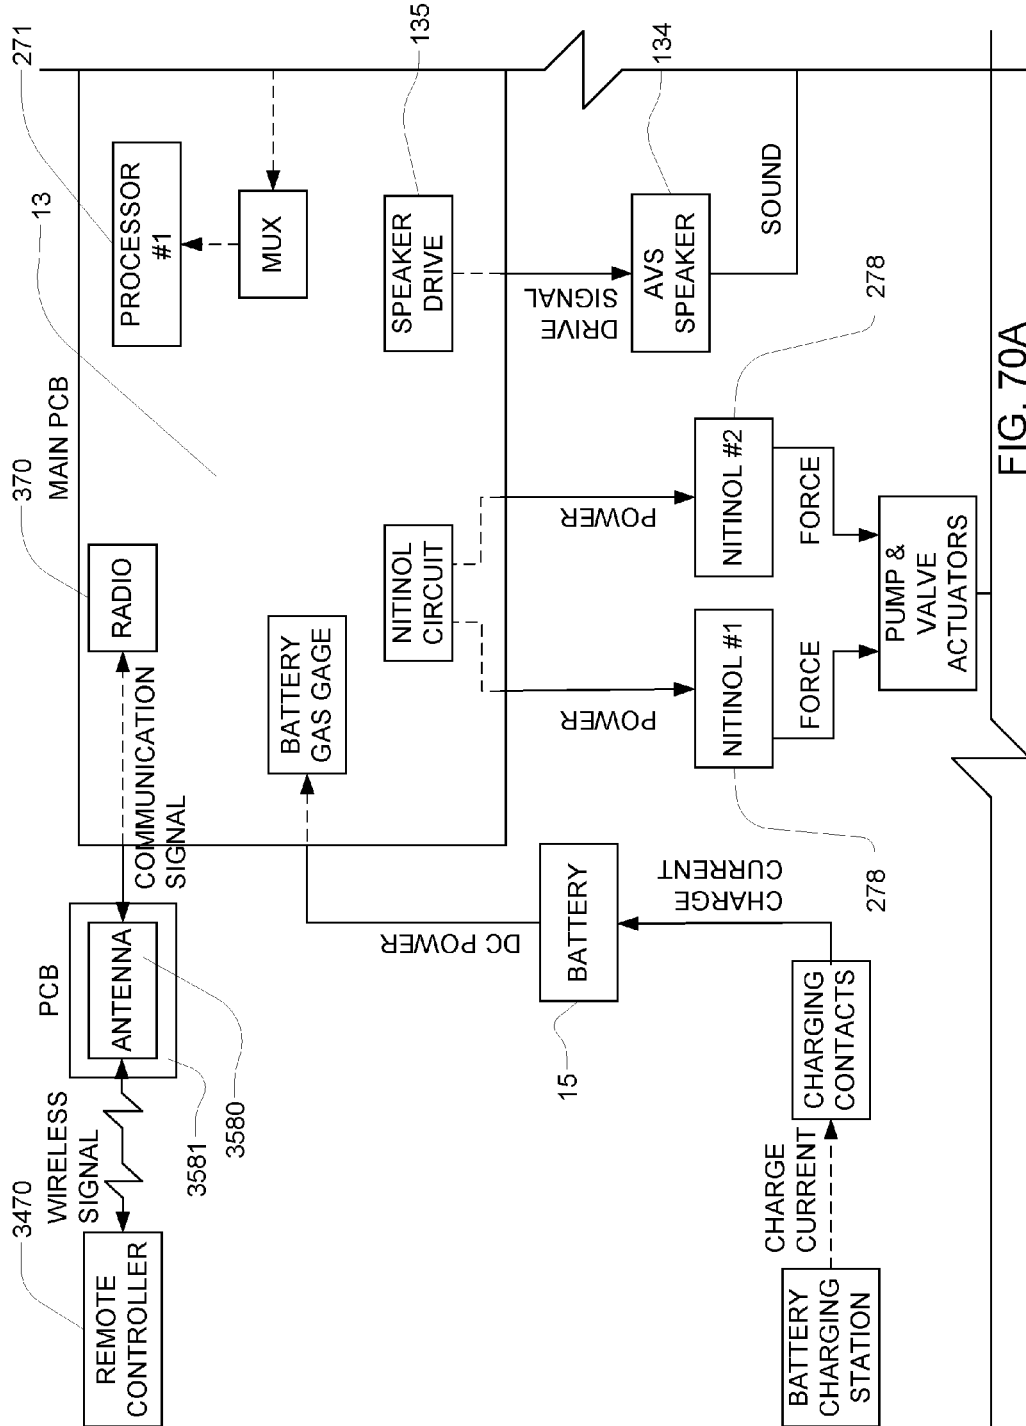 3470
REMOTE
CONTROLLER
WIRELESS
SIGNAL
3581
3580
PCB
ANTENNA
COMMUNICATION
SIGNAL
370
RADIO
MAIN PCB
13
271
PROCESSOR
#1
MUX
BATTERY
GAS GAGE
NITINOL
CIRCUIT
SPEAKER
DRIVE
135
DC POWER
POWER
POWER
DRIVE
SIGNAL
15
BATTERY
CHARGE
CURRENT
NITINOL #1
278
NITINOL #2
278
AVS
SPEAKER
134
SOUND
FORCE
FORCE
BATTERY
CHARGING
STATION
CHARGE
CURRENT
CHARGING
CONTACTS
PUMP &
VALVE
ACTUATORS
FIG. 70A